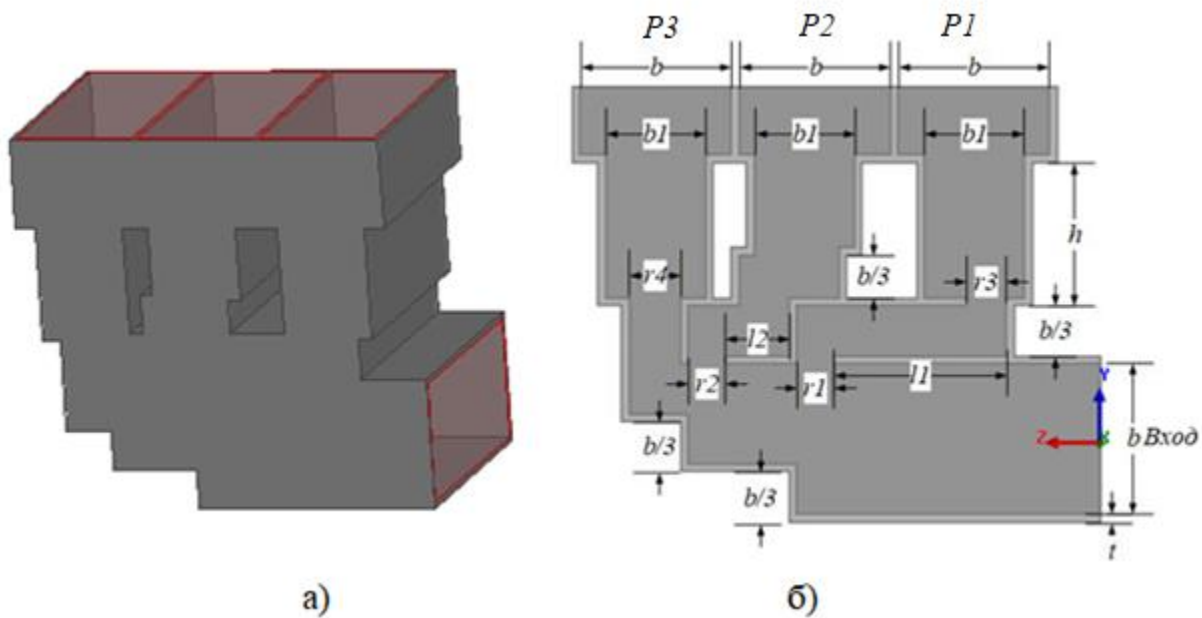 P3 P2 P1
b b b
b1 b1 b1
h
r4 b/3 r3
b/3
l2
r2 r1 l1
Y
Z X b Вход
b/3
b/3
t
а) б)